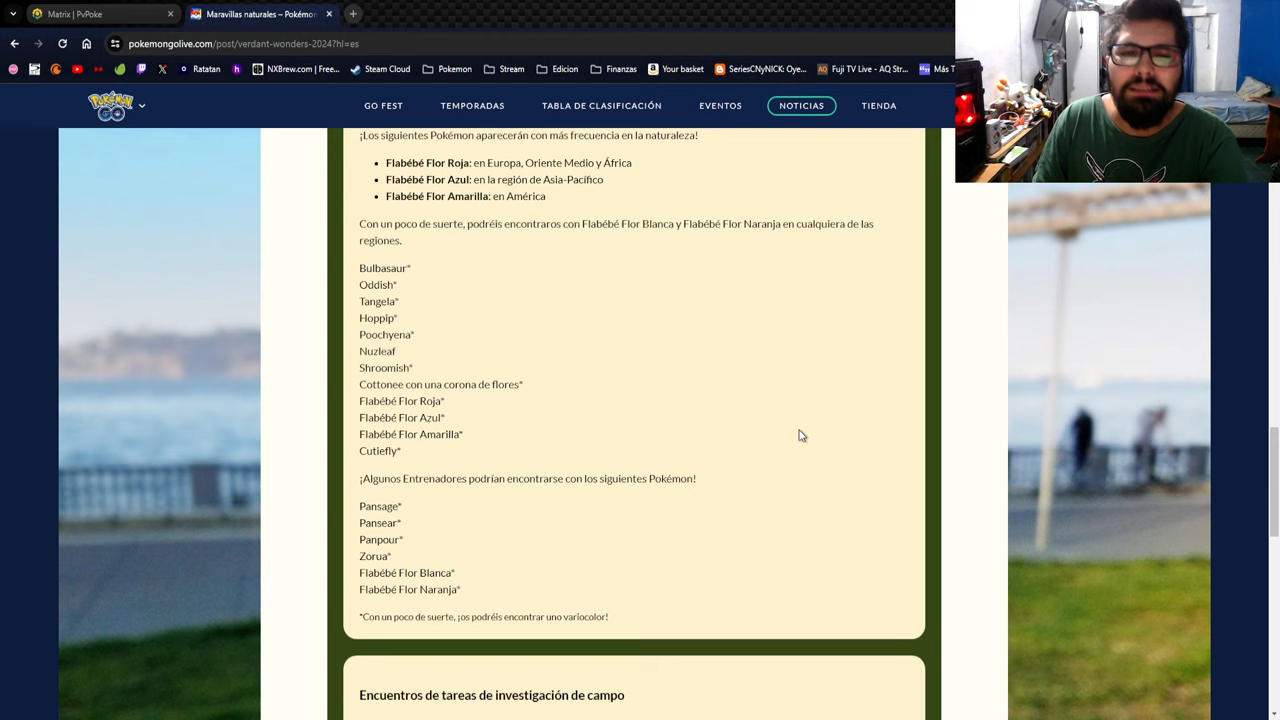 Matrix | PvPoke
Maravillas naturales – Pokémon
pokemongolive.com/post/verdant-wonders-2024?hl=es
Ratatan
NXBrew.com | Free...
Steam Cloud
Pokemon
Stream
Edicion
Finanzas
Your basket
SeriesCNyNICK: Oye...
Fuji TV Live - AQ Str...
Más T
Pokémon GO
GO FEST
TEMPORADAS
TABLA DE CLASIFICACIÓN
EVENTOS
NOTICIAS
TIENDA
¡Los siguientes Pokémon aparecerán con más frecuencia en la naturaleza!
• Flabébé Flor Roja: en Europa, Oriente Medio y África
• Flabébé Flor Azul: en la región de Asia-Pacífico
• Flabébé Flor Amarilla: en América
Con un poco de suerte, podréis encontraros con Flabébé Flor Blanca y Flabébé Flor Naranja en cualquiera de las
regiones.
Bulbasaur*
Oddish*
Tangela*
Hoppip*
Poochyena*
Nuzleaf
Shroomish*
Cottonee con una corona de flores*
Flabébé Flor Roja*
Flabébé Flor Azul*
Flabébé Flor Amarilla*
Cutiefly*
¡Algunos Entrenadores podrían encontrarse con los siguientes Pokémon!
Pansage*
Pansear*
Panpour*
Zorua*
Flabébé Flor Blanca*
Flabébé Flor Naranja*
*Con un poco de suerte, ¡os podréis encontrar uno variocolor!
Encuentros de tareas de investigación de campo